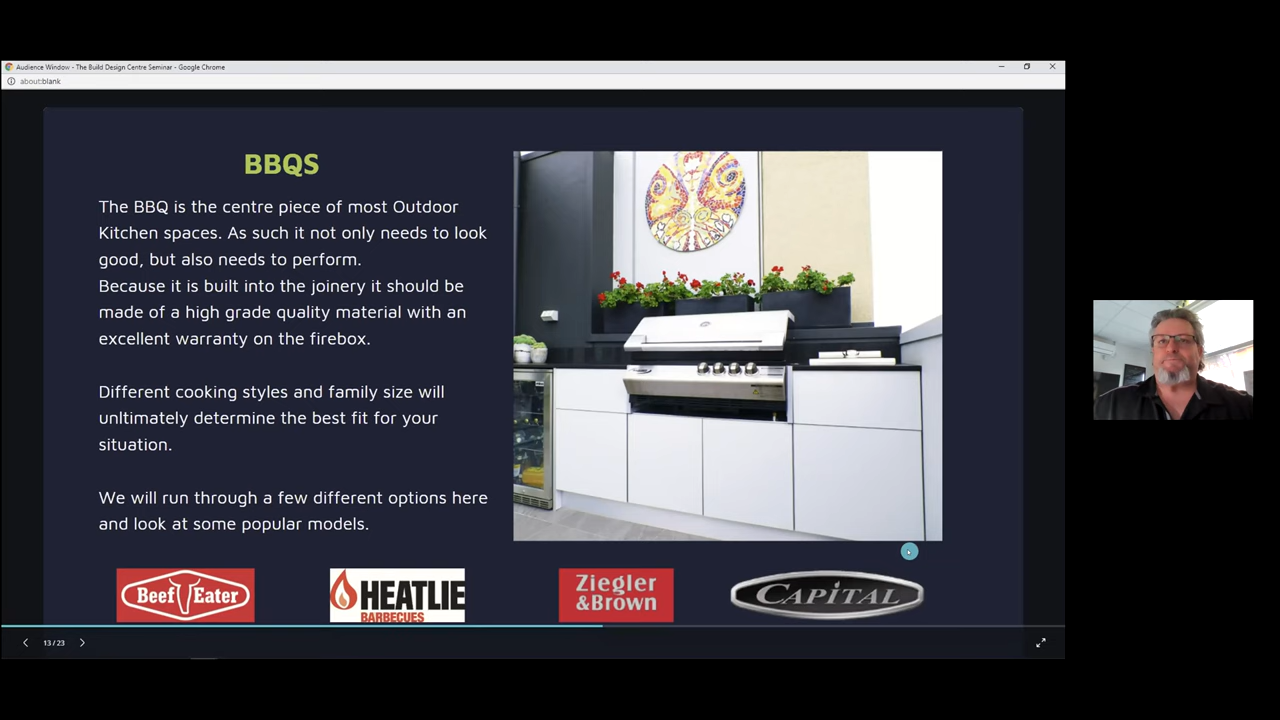 Audience Window - The Build Design Centre Seminar - Google Chrome
about:blank
BBQS
The BBQ is the centre piece of most Outdoor
Kitchen spaces. As such it not only needs to look
good, but also needs to perform.
Because it is built into the joinery it should be
made of a high grade quality material with an
excellent warranty on the firebox.
Different cooking styles and family size will
unltimately determine the best fit for your
situation.
We will run through a few different options here
and look at some popular models.
BeefEater
HEATLIE
BARBECUES
Ziegler
&Brown
CAPITAL
13 / 23